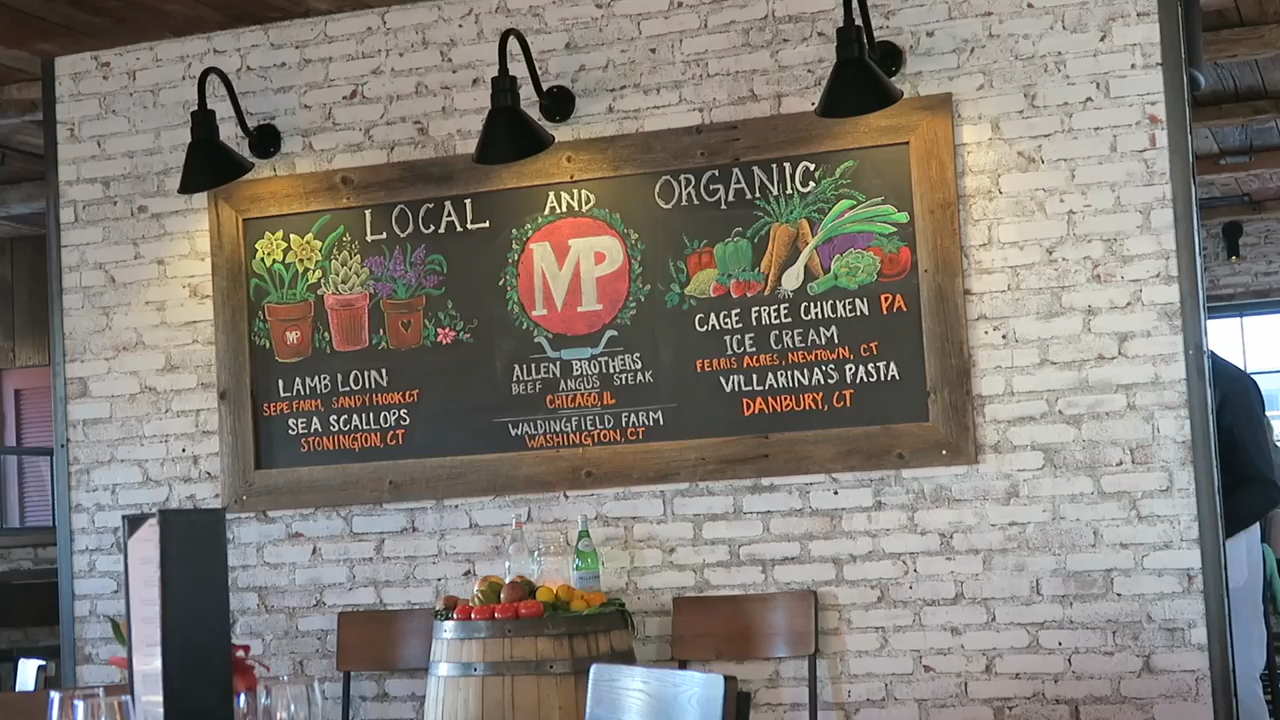 LOCAL AND ORGANIC
MP
MP
LAMB LOIN
SEPE FARM, SANDY HOOK CT
SEA SCALLOPS
STONINGTON, CT
ALLEN BROTHERS
BEEF ANGUS STEAK
CHICAGO, IL
WALDINGFIELD FARM
WASHINGTON, CT
CAGE FREE CHICKEN PA
ICE CREAM
FERRIS ACRES, NEWTOWN, CT
VILLARINA'S PASTA
DANBURY, CT